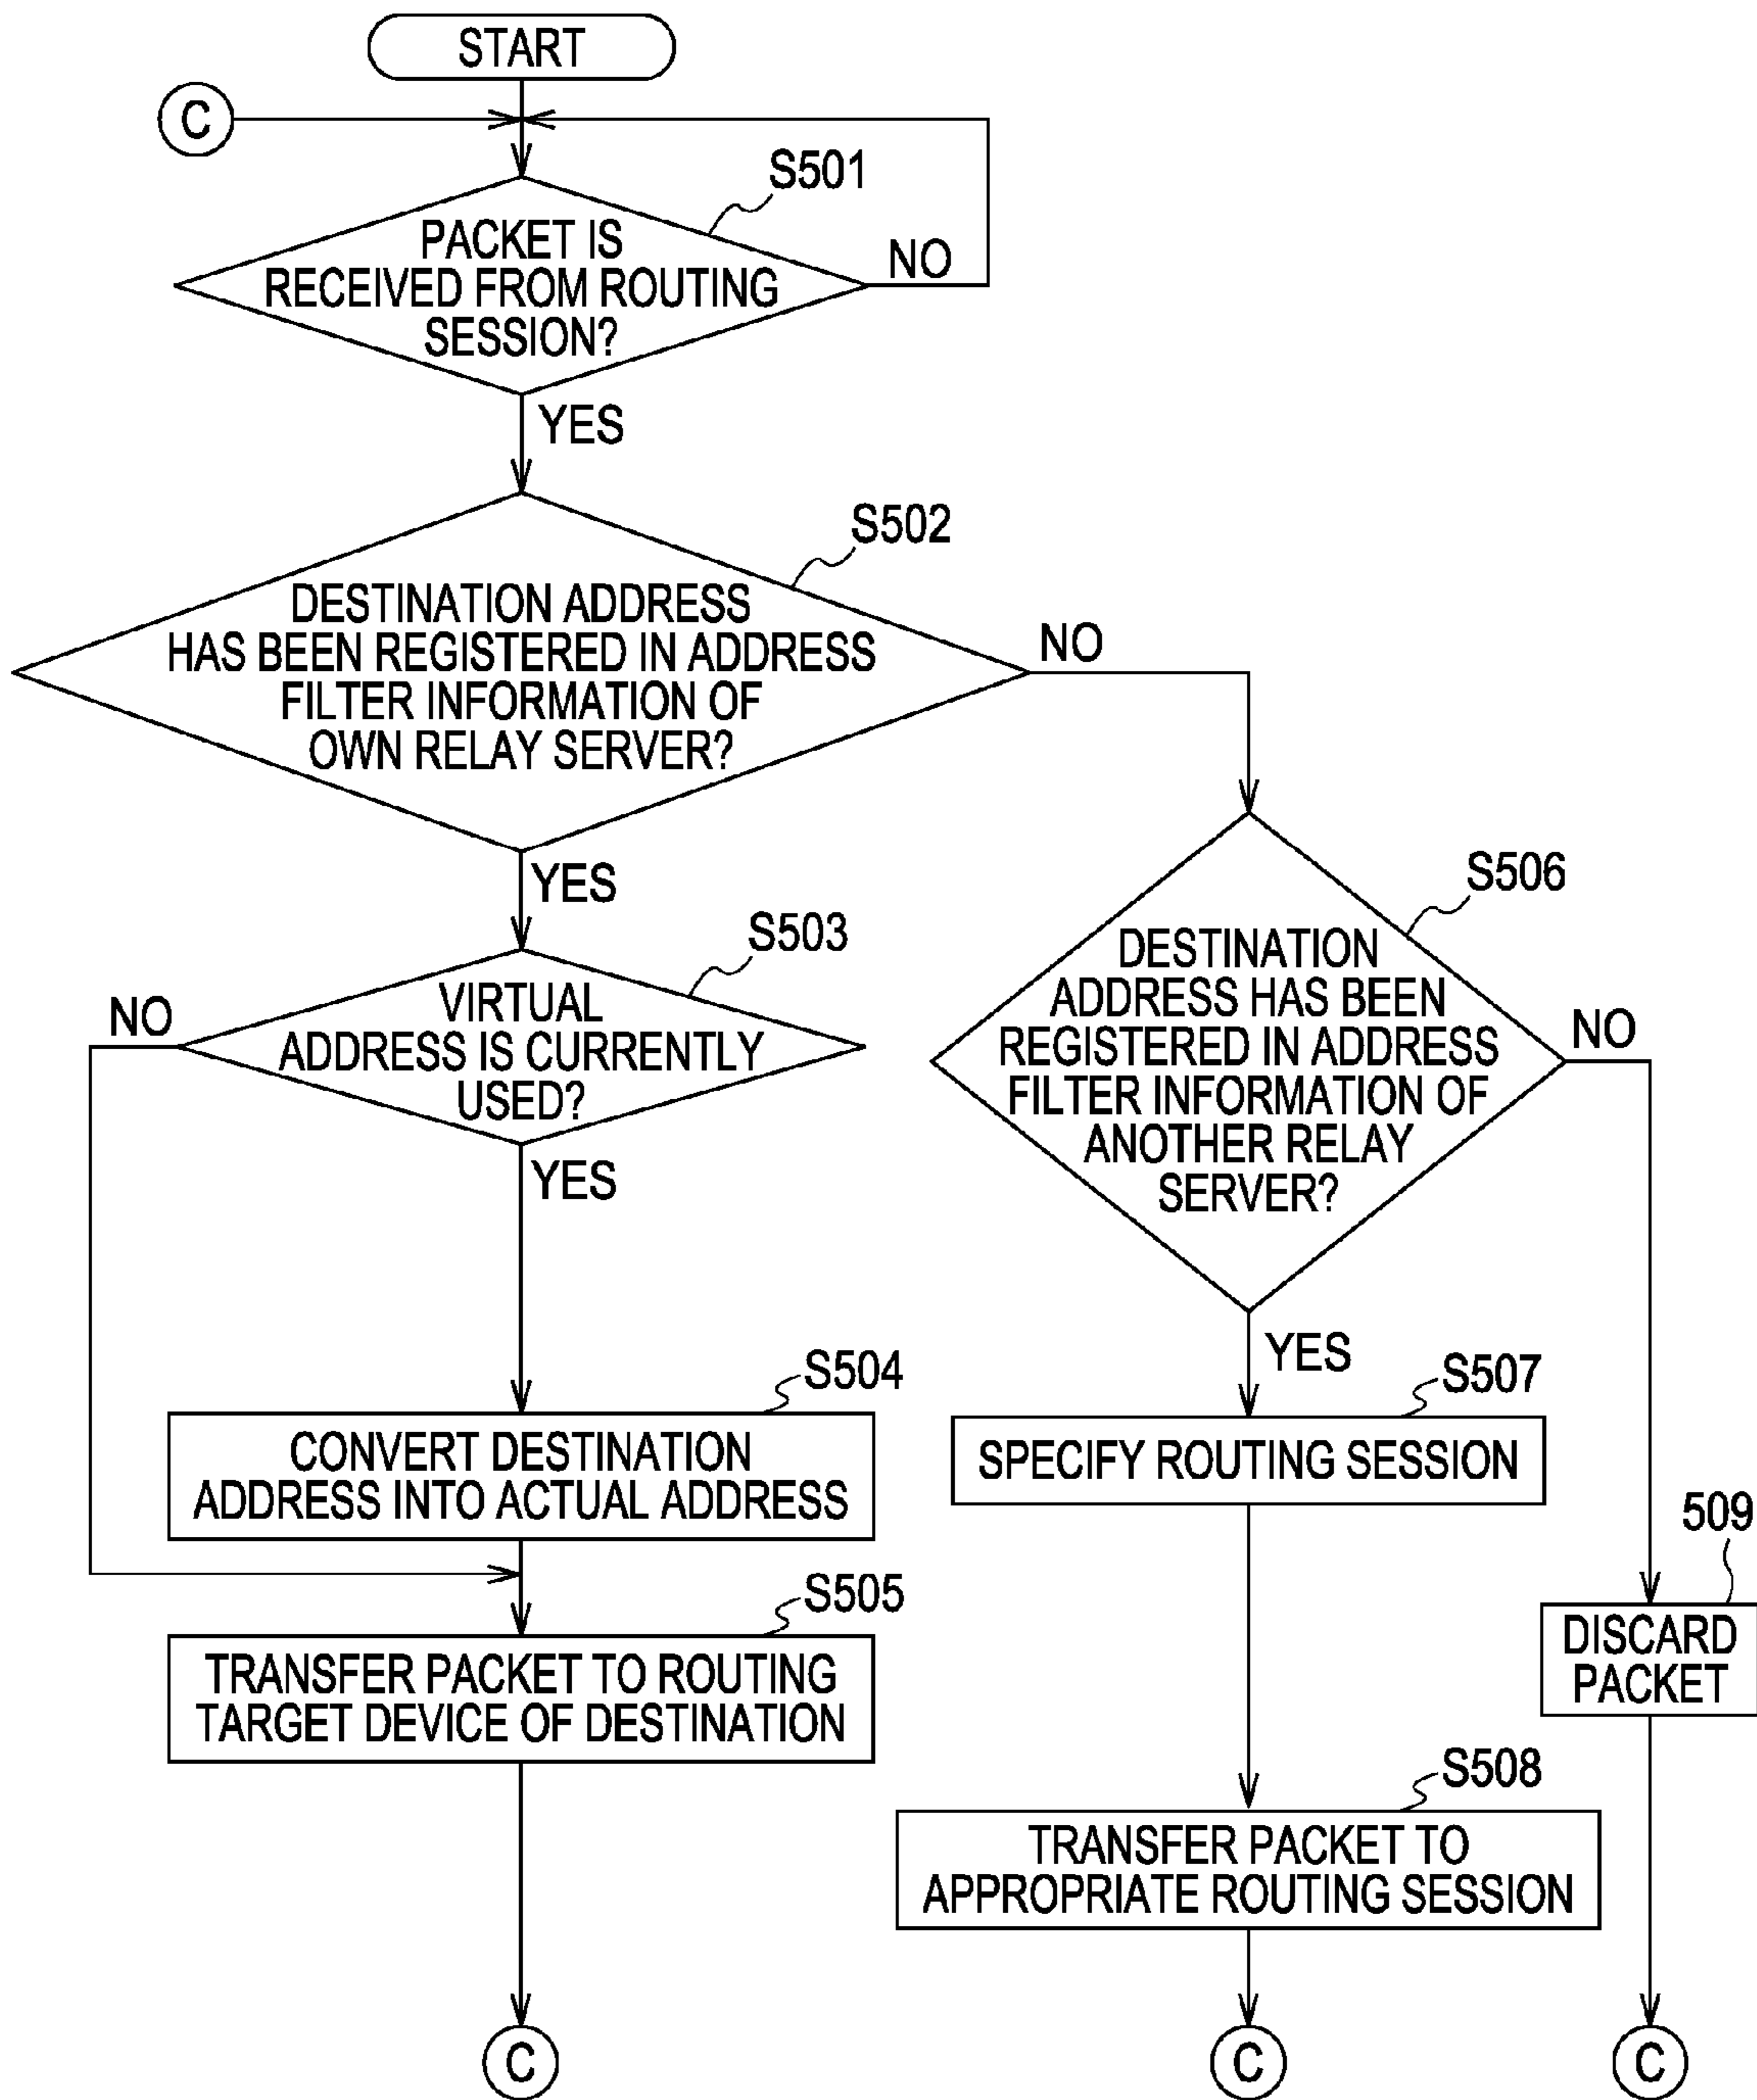 START
C
S501
PACKET IS
RECEIVED FROM ROUTING
SESSION?
NO
YES
S502
DESTINATION ADDRESS
HAS BEEN REGISTERED IN ADDRESS
FILTER INFORMATION OF
OWN RELAY SERVER?
NO
YES
S503
VIRTUAL
ADDRESS IS CURRENTLY
USED?
NO
YES
S504
CONVERT DESTINATION
ADDRESS INTO ACTUAL ADDRESS
S505
TRANSFER PACKET TO ROUTING
TARGET DEVICE OF DESTINATION
C
S506
DESTINATION
ADDRESS HAS BEEN
REGISTERED IN ADDRESS
FILTER INFORMATION OF
ANOTHER RELAY
SERVER?
NO
YES
S507
SPECIFY ROUTING SESSION
S508
TRANSFER PACKET TO
APPROPRIATE ROUTING SESSION
C
509
DISCARD
PACKET
C